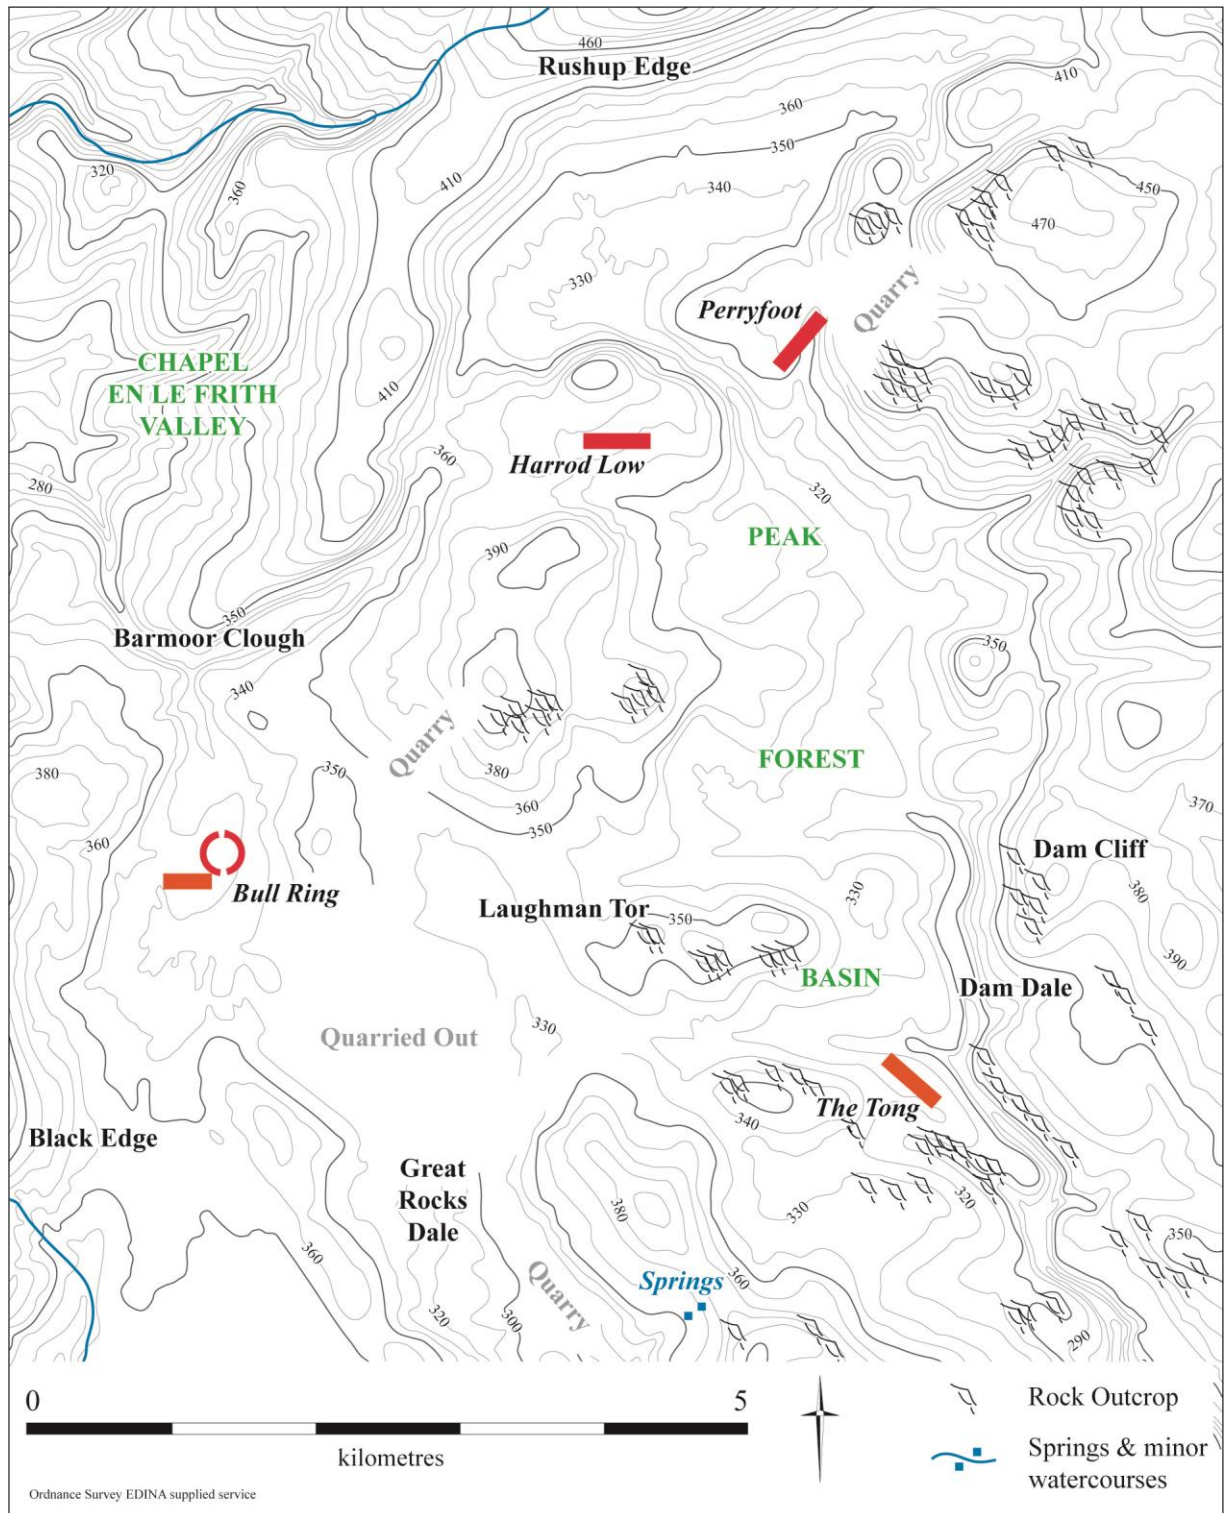 460
Rushup Edge
410
360
320
350
360
410
340
450
470
330
Quarry
Perryfoot
CHAPEL
EN LE FRITH
VALLEY
410
360
Harrod Low
280
320
PEAK
390
350
Barmoor Clough
350
340
Quarry
FOREST
380
350
380
370
360
350
360
Dam Cliff
330
380
Bull Ring
Laughman Tor
350
390
BASIN
Dam Dale
330
Quarried Out
The Tong
340
Black Edge
Great
Rocks
Dale
380
330
320
350
360
Springs
360
Quarry
320
300
290
0
5
kilometres
Rock Outcrop
Springs & minor
watercourses
Ordnance Survey EDINA supplied service